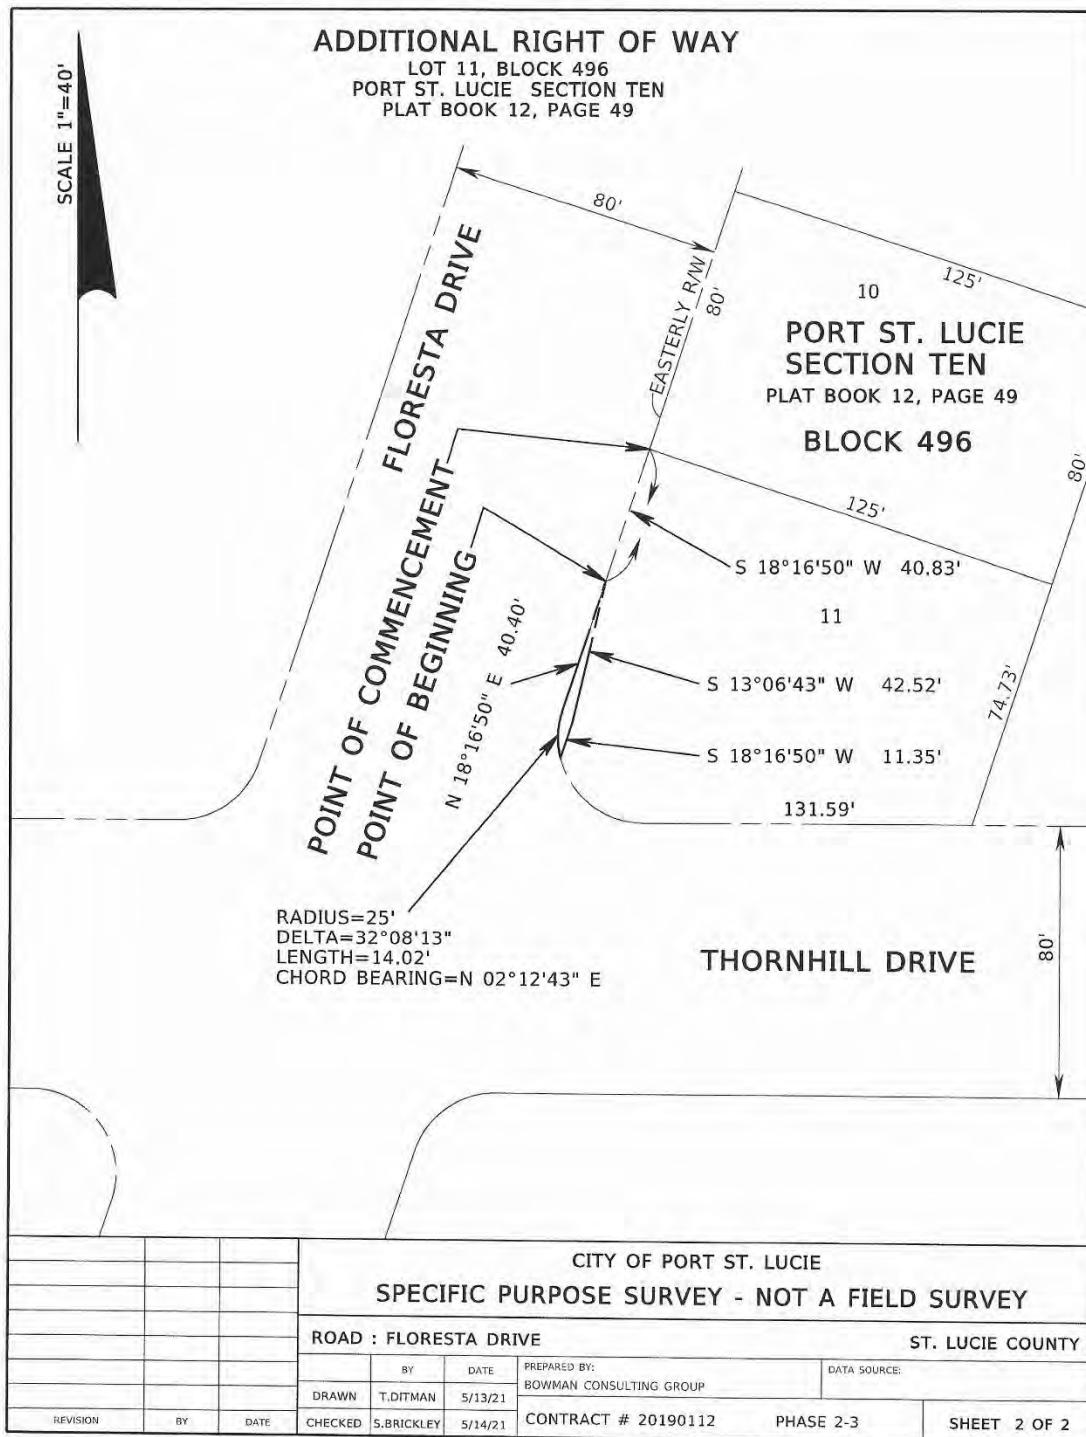 ADDITIONAL RIGHT OF WAY
LOT 11, BLOCK 496
PORT ST. LUCIE SECTION TEN
PLAT BOOK 12, PAGE 49
SCALE 1"=40'
80'
FLORESTA DRIVE
EASTERLY R/W
80'
125'
10
PORT ST. LUCIE
SECTION TEN
PLAT BOOK 12, PAGE 49
BLOCK 496
80'
125'
POINT OF COMMENCEMENT
POINT OF BEGINNING
S 18°16'50" W 40.83'
11
N 18°16'50" E 40.40'
S 13°06'43" W 42.52'
74.73'
S 18°16'50" W 11.35'
131.59'
RADIUS=25'
DELTA=32°08'13"
LENGTH=14.02'
CHORD BEARING=N 02°12'43" E
THORNHILL DRIVE
80'
CITY OF PORT ST. LUCIE
SPECIFIC PURPOSE SURVEY - NOT A FIELD SURVEY
ROAD : FLORESTA DRIVE ST. LUCIE COUNTY
BY DATE PREPARED BY: DATA SOURCE:
BOWMAN CONSULTING GROUP
DRAWN T.DITMAN 5/13/21
REVISION BY DATE CHECKED S.BRICKLEY 5/14/21 CONTRACT # 20190112 PHASE 2-3 SHEET 2 OF 2